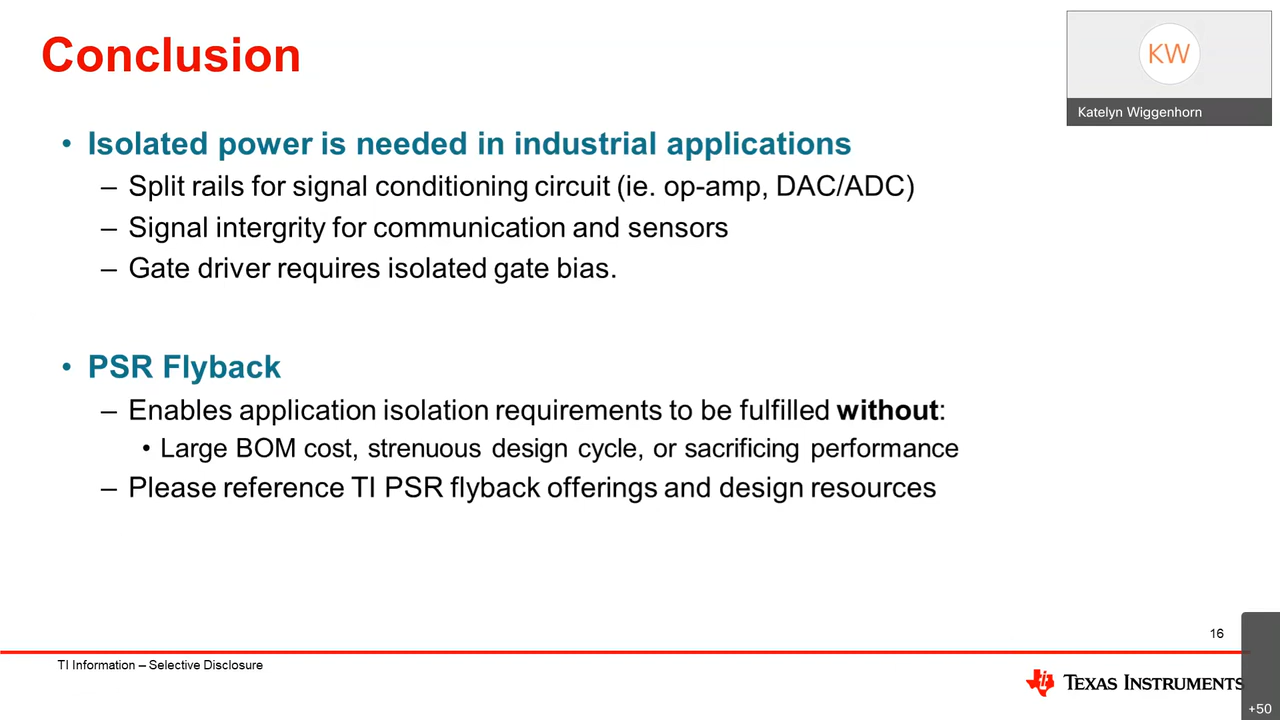 Conclusion
KW
Katelyn Wiggenhorn
• Isolated power is needed in industrial applications
– Split rails for signal conditioning circuit (ie. op-amp, DAC/ADC)
– Signal intergrity for communication and sensors
– Gate driver requires isolated gate bias.
• PSR Flyback
– Enables application isolation requirements to be fulfilled without:
• Large BOM cost, strenuous design cycle, or sacrificing performance
– Please reference TI PSR flyback offerings and design resources
16
TI Information – Selective Disclosure
TEXAS INSTRUMENTS
+50